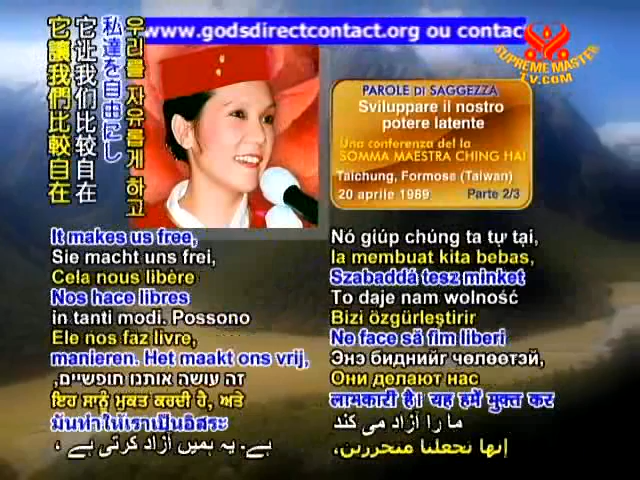 www.godsdirectcontact.org ou contac
SUPREME MASTER
TV.COM
它讓我們比較自在
它让我们比较自在
私達を自由にし
우리를 자유롭게 하고
PAROLE DI SAGGEZZA
Sviluppare il nostro
potere latente
Una conferenza del la
SOMMA MAESTRA CHING HAI
Taichung, Formosa (Taiwan)
20 aprile 1989 Parte 2/3
It makes us free,
Sie macht uns frei,
Cela nous libère
Nos hace libres
in tanti modi. Possono
Ele nos faz livre,
manieren. Het maakt ons vrij,
זה עושה אותנו חופשיים,
ਇਹ ਸਾਨੂੰ ਮੁਕਤ ਕਰਦੀ ਹੈ, ਅਤੇ
มันทำให้เราเป็นอิสระ
ہے۔ یہ ہمیں آزاد کرتی ہے ،
Nó giúp chúng ta tự tại,
Ia membuat kita bebas,
Szabaddá tesz minket
To daje nam wolność
Bizi özgürleştirir
Ne face să fim liberi
Энэ биднийг чөлөөтэй,
Они делают нас
लाभकारी है। यह हमें मुक्त कर
ما را آزاد می کند
إنها تجعلنا متحررين،